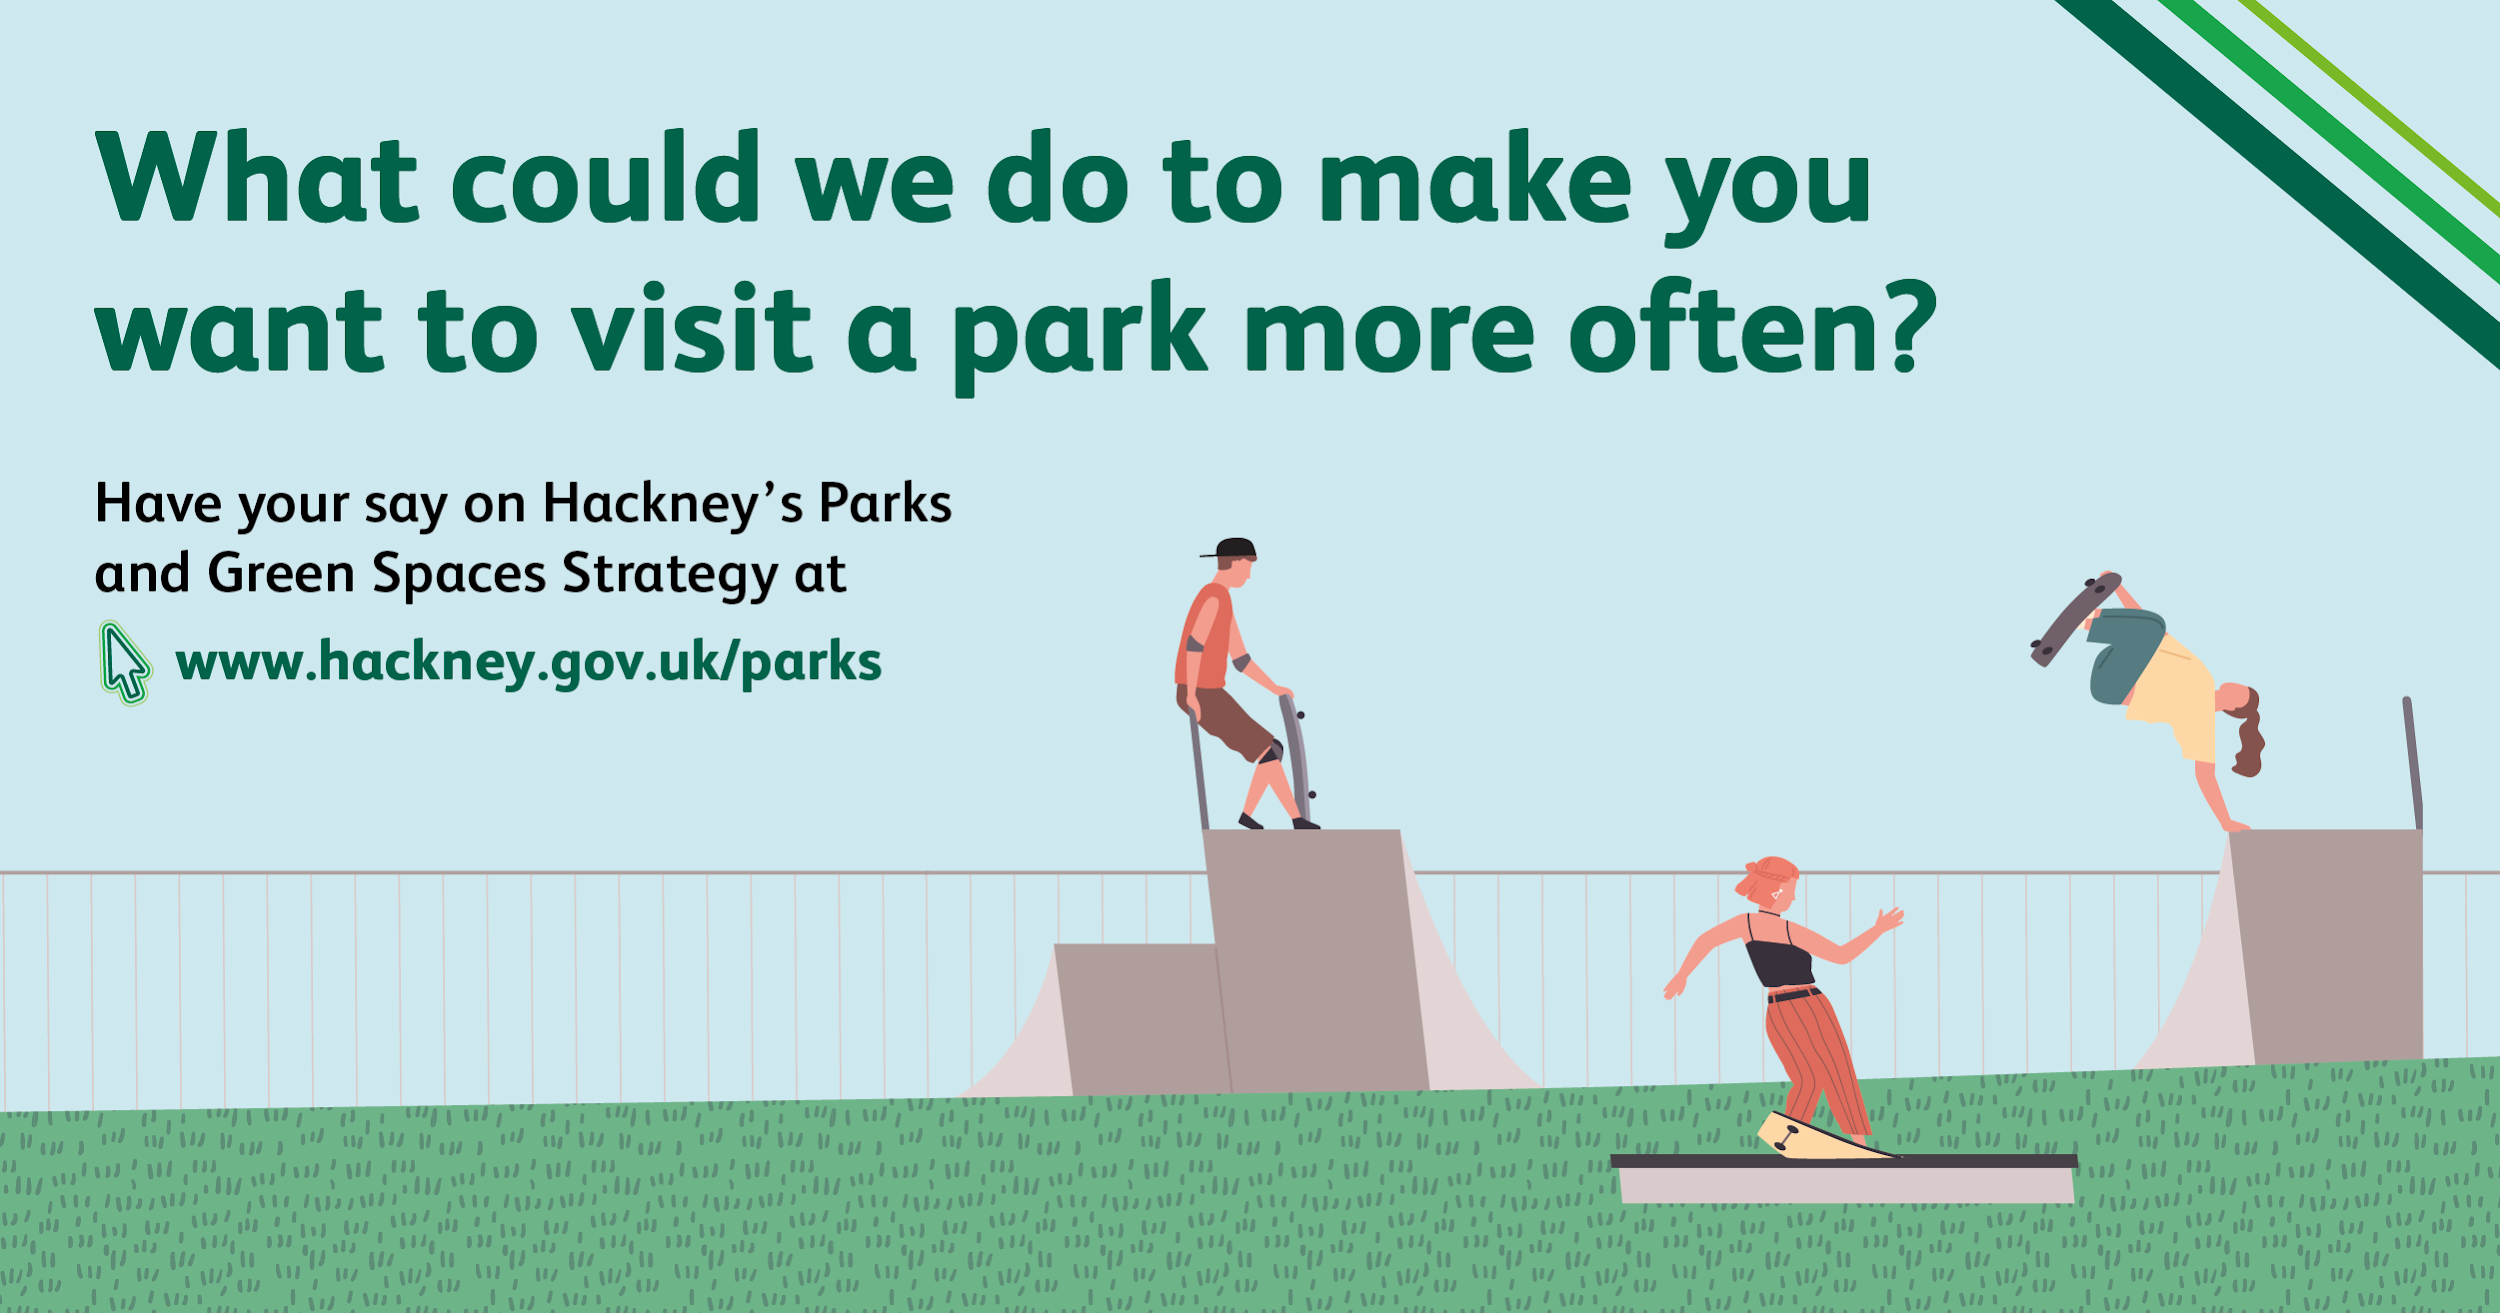 What could we do to make you
want to visit a park more often?
Have your say on Hackney’s Parks
and Green Spaces Strategy at
www.hackney.gov.uk/parks